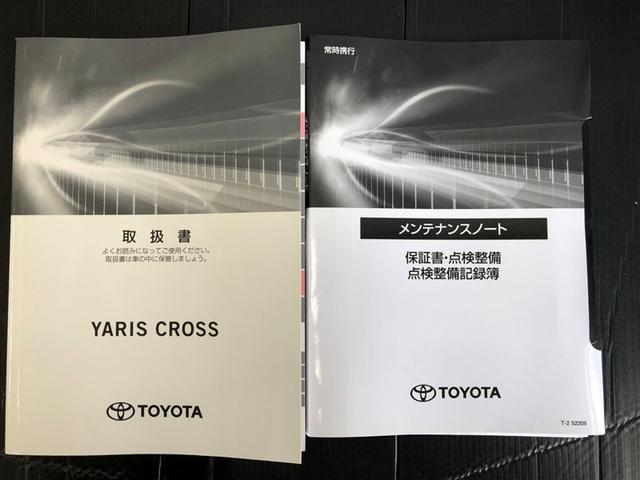 取扱書
よくお読みになってご使用ください。
取扱書は車の中に保管しましょう。
YARIS CROSS
TOYOTA
常時携行
メンテナンスノート
保証書・点検整備
点検整備記録簿
TOYOTA
T-2 52205